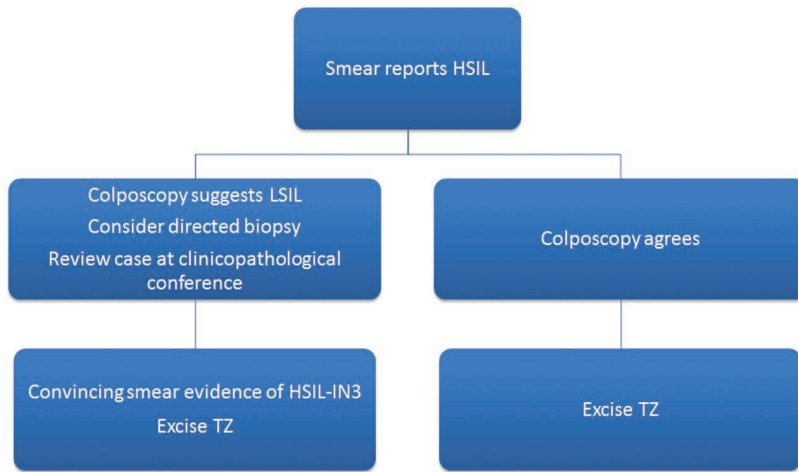 Smear reports HSIL
Colposcopy suggests LSIL
Consider directed biopsy
Review case at clinicopathological
conference
Colposcopy agrees
Convincing smear evidence of HSIL-IN3
Excise TZ
Excise TZ